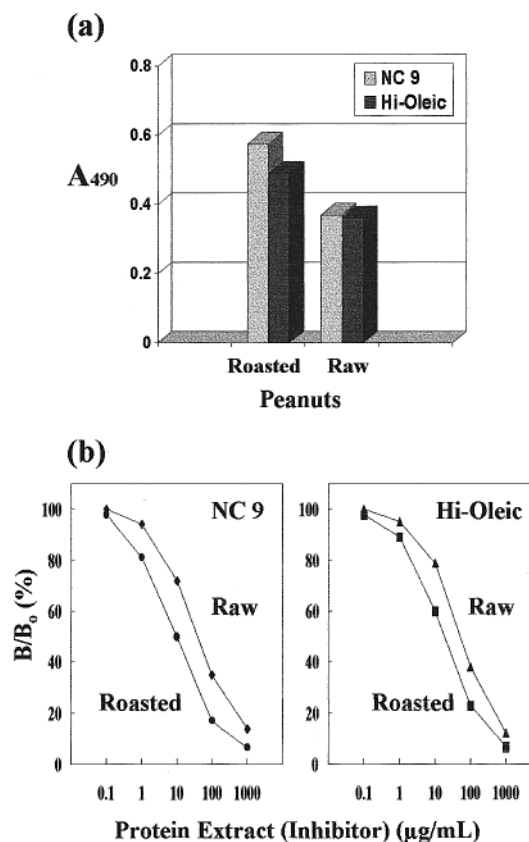 (a)
0.8
NC 9
Hi-Oleic
0.6
A490
0.4
0.2
0
Roasted Raw
Peanuts
(b)
100 NC 9
80
60 Raw
B/Bo (%)
40
20 Roasted
0
0.1 1 10 100 1000
100 Hi-Oleic
80
60 Raw
40
20 Roasted
0
0.1 1 10 100 1000
Protein Extract (Inhibitor) (µg/mL)